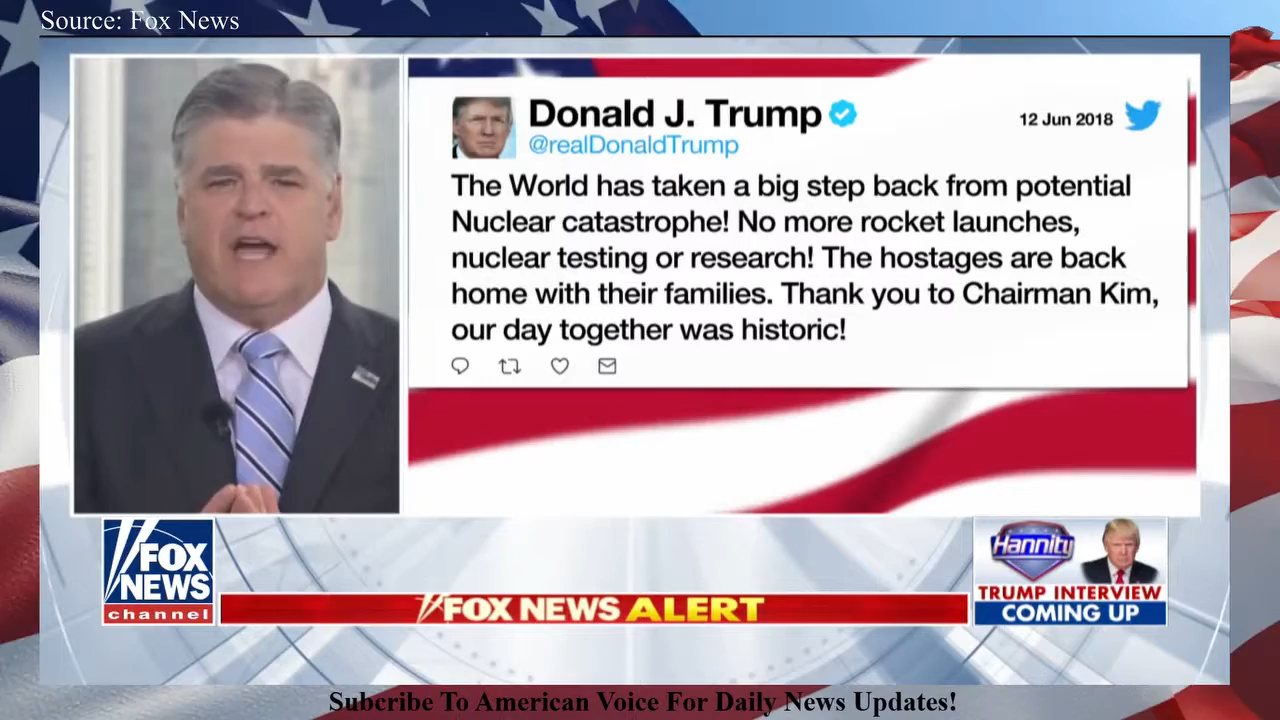 Source: Fox News
Donald J. Trump
12 Jun 2018
@realDonaldTrump
The World has taken a big step back from potential
Nuclear catastrophe! No more rocket launches,
nuclear testing or research! The hostages are back
home with their families. Thank you to Chairman Kim,
our day together was historic!
FOX
NEWS
channel
FOX NEWS ALERT
Hannity
TRUMP INTERVIEW
COMING UP
Subcribe To American Voice For Daily News Updates!